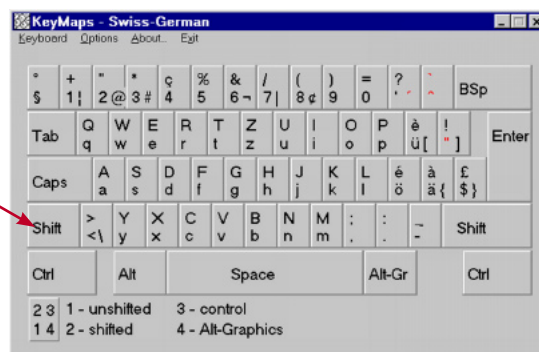 KeyMaps - Swiss-German
Keyboard Options About.. Exit
° + " * ç % & / ( ) = ? ` BSp
§ 1¦ 2@ 3# 4 5 6¬ 7| 8¢ 9 0 ' ´ ^
Tab Q W E R T Z U I O P è ! Enter
q w e r t z u i o p ü[ ¨]
Caps A S D F G H J K L é à £
a s d f g h j k l ö ä{ $}
Shift > Y X C V B N M ; : _ Shift
<\ y x c v b n m , . -
Ctrl Alt Space Alt-Gr Ctrl
2 3 1 - unshifted 3 - control
1 4 2 - shifted 4 - Alt-Graphics